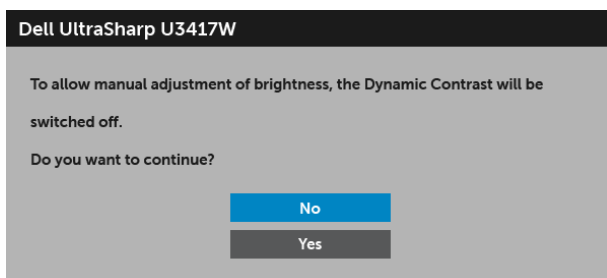 Dell UltraSharp U3417W
To allow manual adjustment of brightness, the Dynamic Contrast will be
switched off.
Do you want to continue?
No
Yes